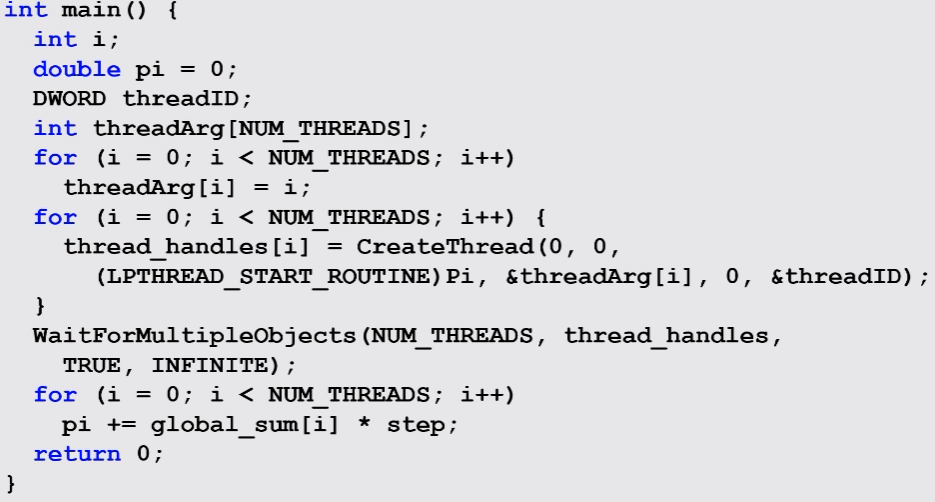 int main() {
int i;
double pi = 0;
DWORD threadID;
int threadArg[NUM_THREADS];
for (i = 0; i < NUM_THREADS; i++)
threadArg[i] = i;
for (i = 0; i < NUM_THREADS; i++) {
thread_handles[i] = CreateThread(0, 0,
(LPTHREAD_START_ROUTINE)Pi, &threadArg[i], 0, &threadID);
}
WaitForMultipleObjects(NUM_THREADS, thread_handles,
TRUE, INFINITE);
for (i = 0; i < NUM_THREADS; i++)
pi += global_sum[i] * step;
return 0;
}